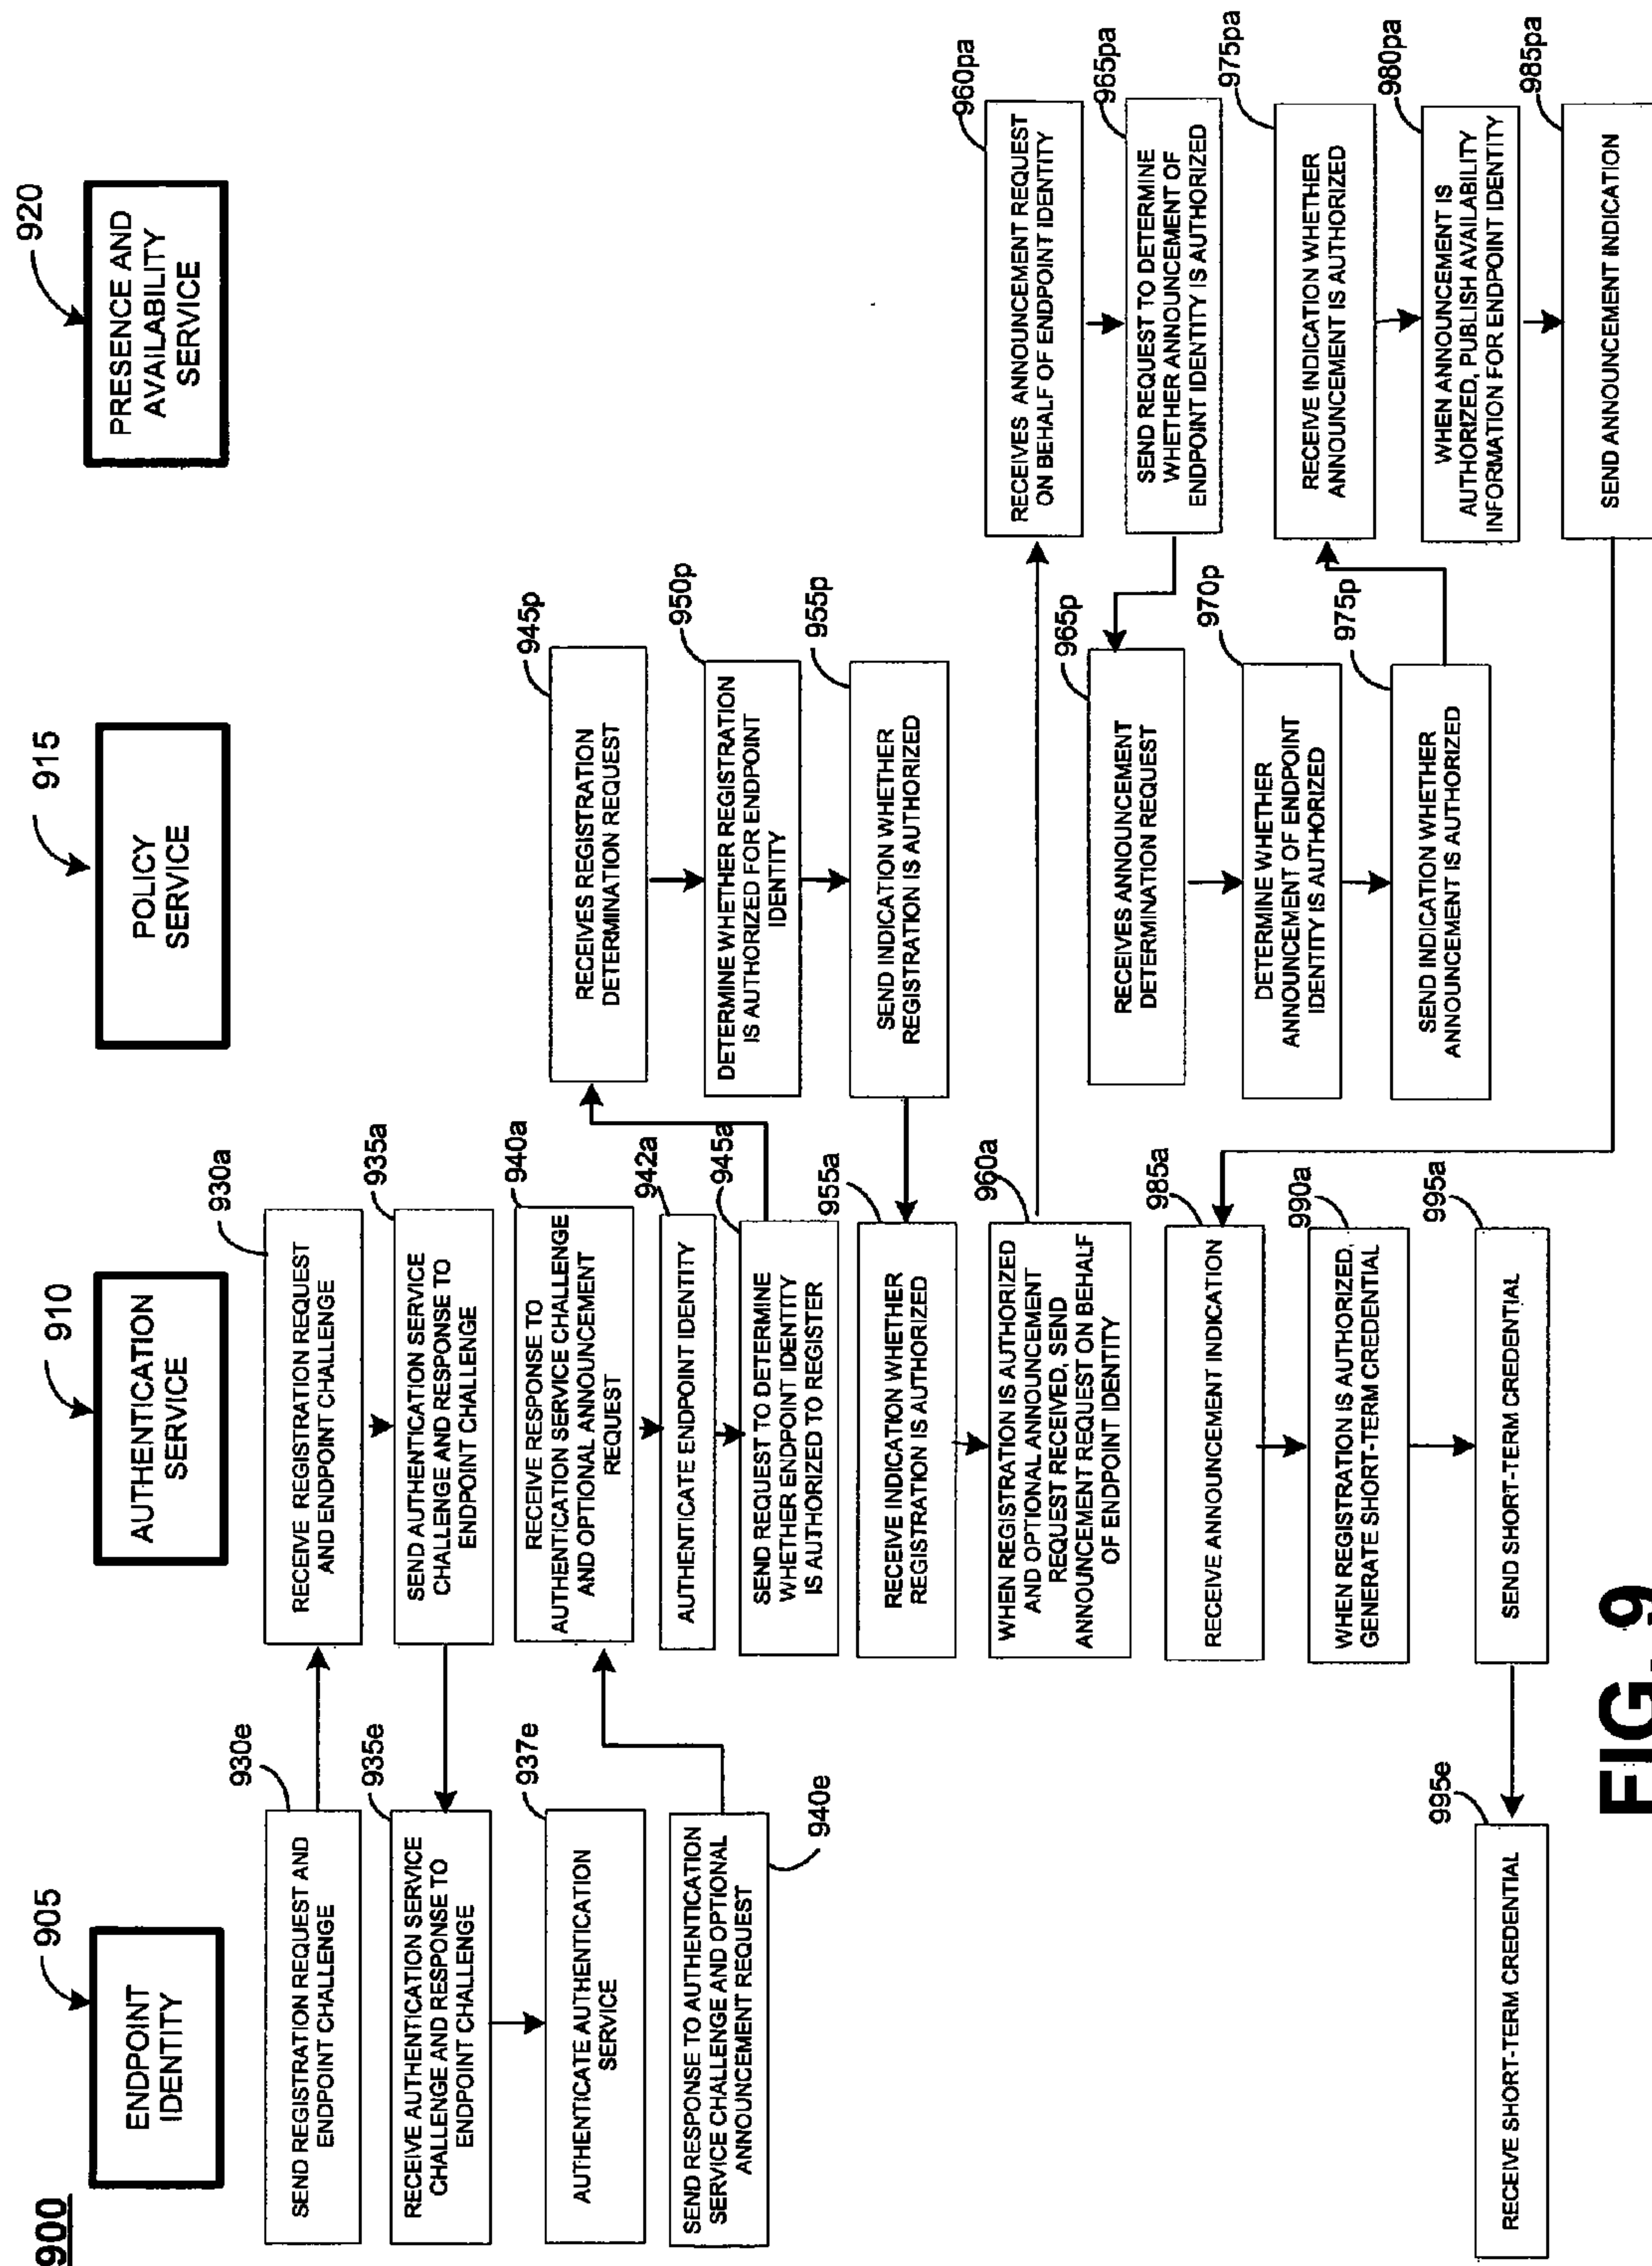 900
905
ENDPOINT
IDENTITY
910
AUTHENTICATION
SERVICE
915
POLICY
SERVICE
920
PRESENCE AND
AVAILABILITY
SERVICE
930e
SEND REGISTRATION REQUEST AND
ENDPOINT CHALLENGE
935e
RECEIVE AUTHENTICATION SERVICE
CHALLENGE AND RESPONSE TO
ENDPOINT CHALLENGE
937e
AUTHENTICATE AUTHENTICATION
SERVICE
940e
SEND RESPONSE TO AUTHENTICATION
SERVICE CHALLENGE AND OPTIONAL
ANNOUNCEMENT REQUEST
995e
RECEIVE SHORT-TERM CREDENTIAL
930a
RECEIVE REGISTRATION REQUEST
AND ENDPOINT CHALLENGE
935a
SEND AUTHENTICATION SERVICE
CHALLENGE AND RESPONSE TO
ENDPOINT CHALLENGE
940a
RECEIVE RESPONSE TO
AUTHENTICATION SERVICE CHALLENGE
AND OPTIONAL ANNOUNCEMENT
REQUEST
942a
AUTHENTICATE ENDPOINT IDENTITY
945a
SEND REQUEST TO DETERMINE
WHETHER ENDPOINT IDENTITY
IS AUTHORIZED TO REGISTER
955a
RECEIVE INDICATION WHETHER
REGISTRATION IS AUTHORIZED
960a
WHEN REGISTRATION IS AUTHORIZED
AND OPTIONAL ANNOUNCEMENT
REQUEST RECEIVED, SEND
ANNOUNCEMENT REQUEST ON BEHALF
OF ENDPOINT IDENTITY
985a
RECEIVE ANNOUNCEMENT INDICATION
990a
WHEN REGISTRATION IS AUTHORIZED,
GENERATE SHORT-TERM CREDENTIAL
995a
SEND SHORT-TERM CREDENTIAL
945p
RECEIVES REGISTRATION
DETERMINATION REQUEST
950p
DETERMINE WHETHER REGISTRATION
IS AUTHORIZED FOR ENDPOINT
IDENTITY
955p
SEND INDICATION WHETHER
REGISTRATION IS AUTHORIZED
965p
RECEIVES ANNOUNCEMENT
DETERMINATION REQUEST
970p
DETERMINE WHETHER
ANNOUNCEMENT OF ENDPOINT
IDENTITY IS AUTHORIZED
975p
SEND INDICATION WHETHER
ANNOUNCEMENT IS AUTHORIZED
960pa
RECEIVES ANNOUNCEMENT REQUEST
ON BEHALF OF ENDPOINT IDENTITY
965pa
SEND REQUEST TO DETERMINE
WHETHER ANNOUNCEMENT OF
ENDPOINT IDENTITY IS AUTHORIZED
975pa
RECEIVE INDICATION WHETHER
ANNOUNCEMENT IS AUTHORIZED
980pa
WHEN ANNOUNCEMENT IS
AUTHORIZED, PUBLISH AVAILABILITY
INFORMATION FOR ENDPOINT IDENTITY
985pa
SEND ANNOUNCEMENT INDICATION
FIG. 9